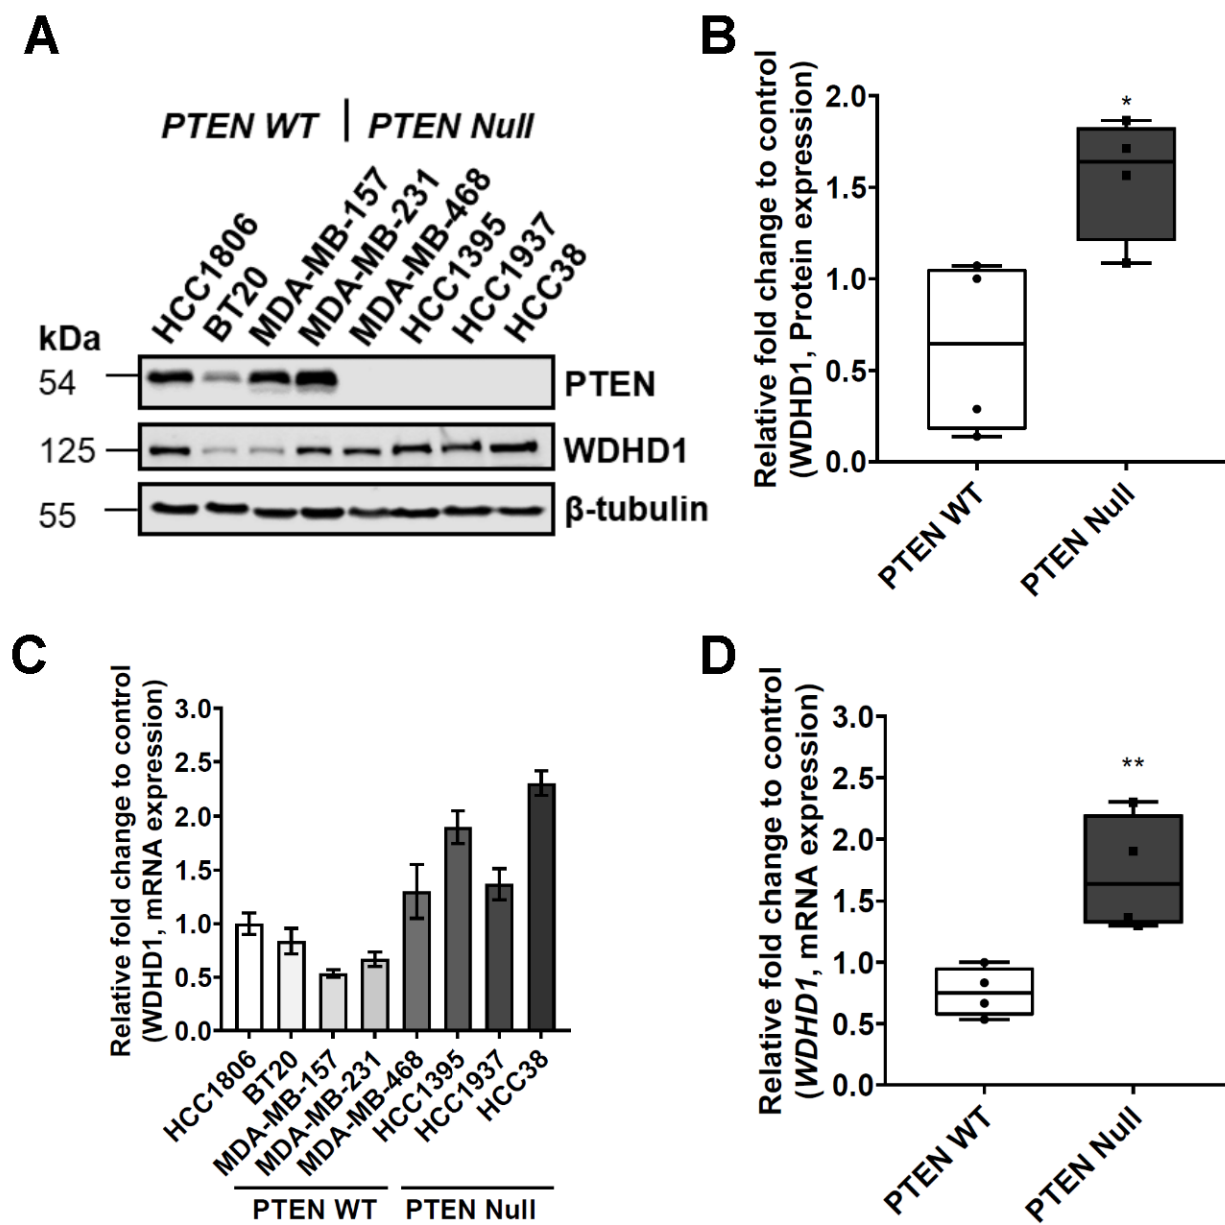 A
PTEN WT | PTEN Null
HCC1806
BT20
MDA-MB-157
MDA-MB-231
MDA-MB-468
HCC1395
HCC1937
HCC38
kDa
54
PTEN
125
WDHD1
55
β-tubulin
B
Relative fold change to control
(WDHD1, Protein expression)
2.0
1.5
1.0
0.5
0.0
*
PTEN WT
PTEN Null
C
Relative fold change to control
(WDHD1, mRNA expression)
3.0
2.5
2.0
1.5
1.0
0.5
0.0
HCC1806
BT20
MDA-MB-157
MDA-MB-231
MDA-MB-468
HCC1395
HCC1937
HCC38
PTEN WT
PTEN Null
D
Relative fold change to control
(WDHD1, mRNA expression)
3.0
2.5
2.0
1.5
1.0
0.5
0.0
**
PTEN WT
PTEN Null